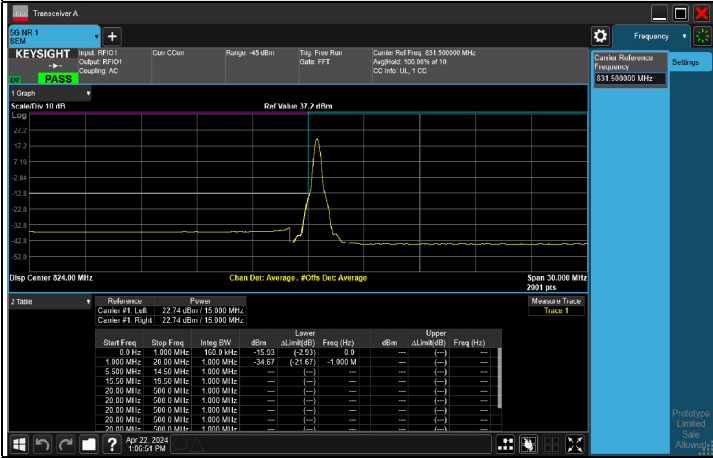 Transceiver A
5G NR 1
SEM
Frequency
KEYSIGHT
PASS
Input: RFIO1
Output: RFIO1
Coupling: AC
Corr CCorr
Range: -45 dBm
Trig: Free Run
Gate: FFT
Carrier Ref Freq: 831.500000 MHz
Avg|Hold: 100.00% of 10
CC Info: UL, 1 CC
Carrier Reference
Frequency
831.500000 MHz
Settings
1 Graph
Scale/Div 10 dB
Ref Value 37.2 dBm
Log
27.2
17.2
7.16
-2.84
-12.8
-22.8
-32.8
-42.8
-52.8
Disp Center 824.00 MHz
Chan Det: Average , #Offs Det: Average
Span 30.000 MHz
2001 pts
2 Table
Reference Power
Carrier #1. Left 22.74 dBm / 15.000 MHz
Carrier #1. Right 22.74 dBm / 15.000 MHz
Measure Trace
Trace 1
Lower Upper
Start Freq Stop Freq Integ BW dBm ΔLimit(dB) Freq (Hz) dBm ΔLimit(dB) Freq (Hz)
0.0 Hz 1.000 MHz 160.0 kHz -15.93 (-2.93) 0.0 --- (---) ---
1.000 MHz 20.00 MHz 1.000 MHz -34.67 (-21.67) -1.000 M --- (---) ---
5.500 MHz 14.50 MHz 1.000 MHz --- (---) --- --- (---) ---
15.50 MHz 19.50 MHz 1.000 MHz --- (---) --- --- (---) ---
20.00 MHz 500.0 MHz 1.000 MHz --- (---) --- --- (---) ---
20.00 MHz 500.0 MHz 1.000 MHz --- (---) --- --- (---) ---
20.00 MHz 500.0 MHz 1.000 MHz --- (---) --- --- (---) ---
20.00 MHz 500.0 MHz 1.000 MHz --- (---) --- --- (---) ---
Apr 22, 2024
1:06:51 PM
Prototype
Limited
Sale
Allowed